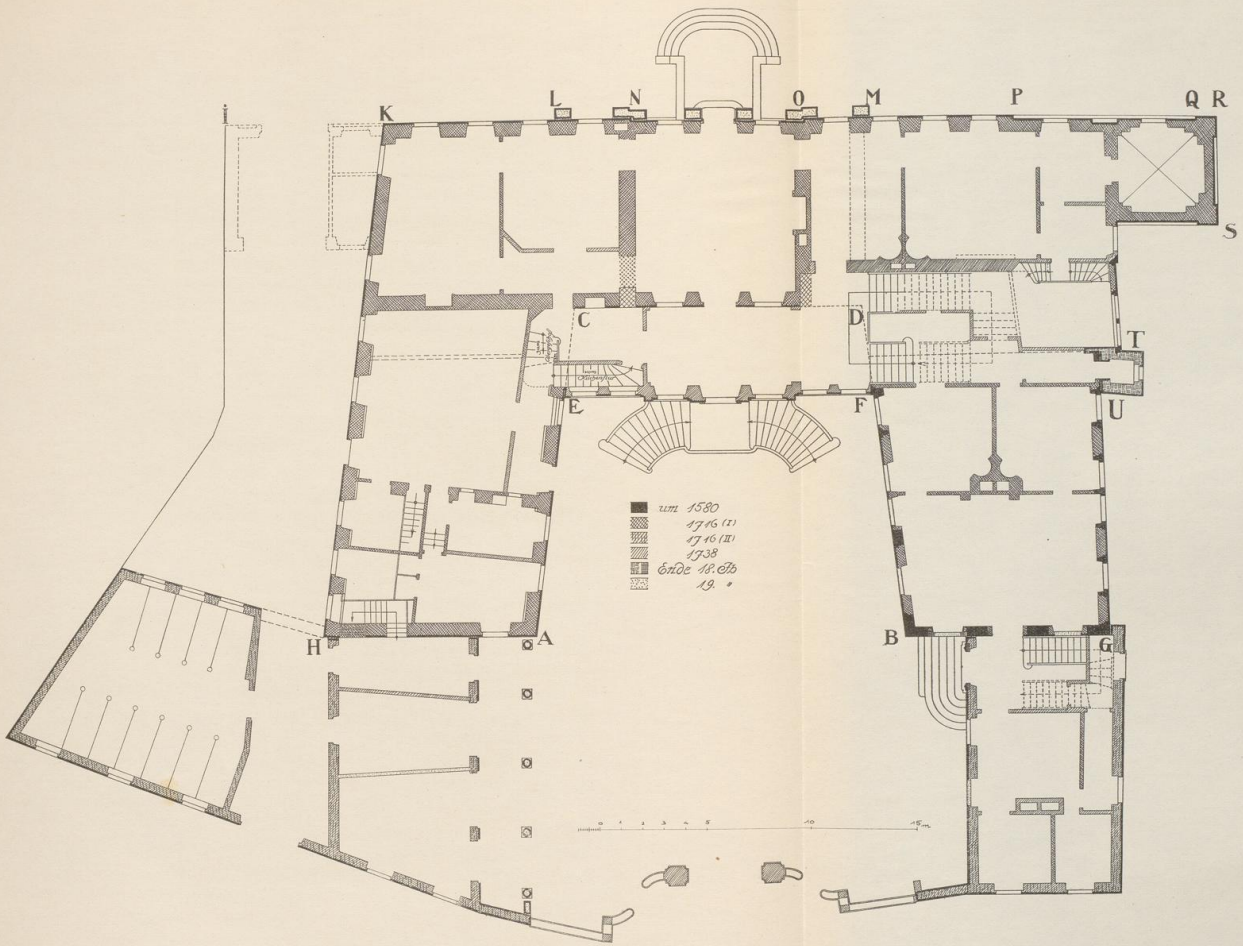 i K L N O M P Q R
S
C D T
E F U
um 1580
1716 (I)
1716 (II)
1738
Ende 18. Jh
19. "
H A B G
0 1 2 3 4 5 10 15 m